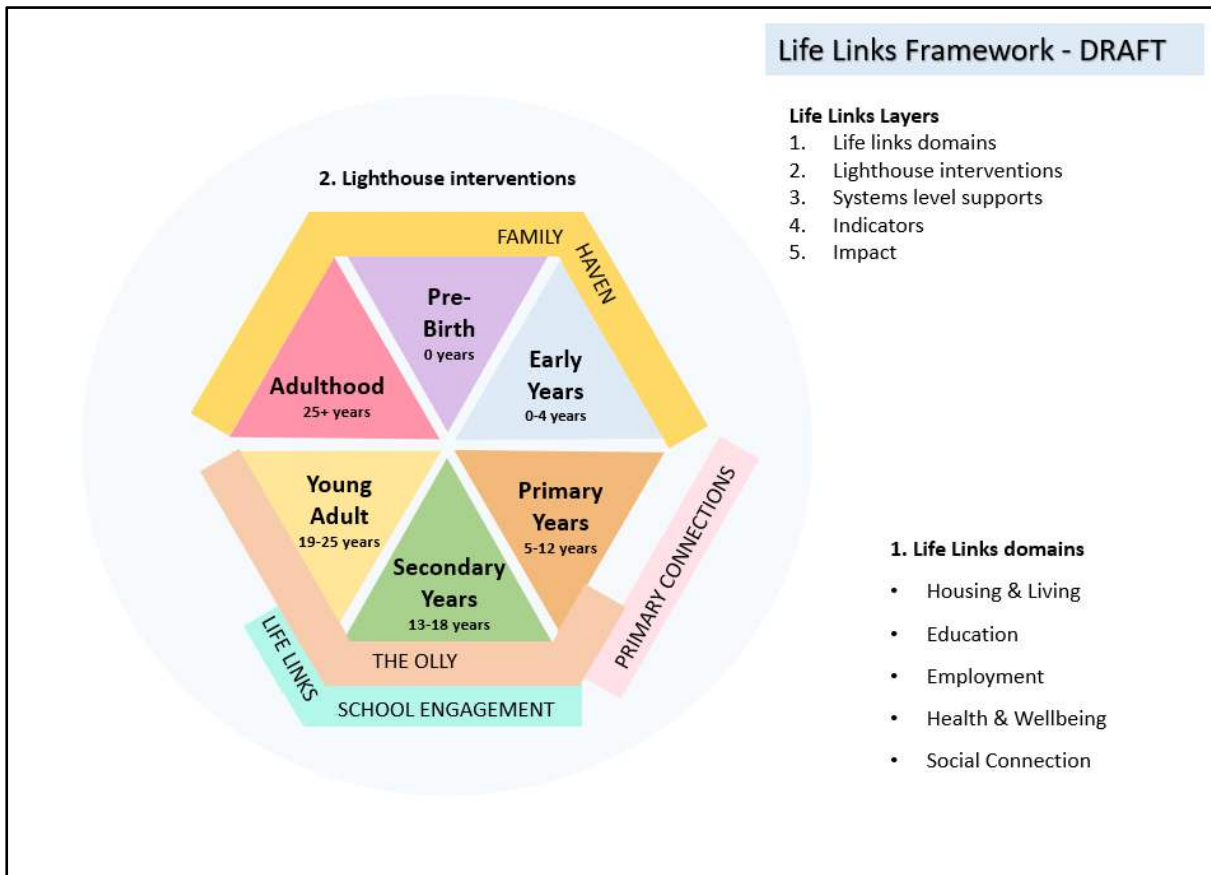 Life Links Framework - DRAFT
Life Links Layers
1. Life links domains
2. Lighthouse interventions
3. Systems level supports
4. Indicators
5. Impact
2. Lighthouse interventions
FAMILY
HAVEN
Pre-
Birth
0 years
Early
Years
0-4 years
Adulthood
25+ years
Young
Adult
19-25 years
Primary
Years
5-12 years
Secondary
Years
13-18 years
PRIMARY CONNECTIONS
THE OLLY
LIFE LINKS
SCHOOL ENGAGEMENT
1. Life Links domains
• Housing & Living
• Education
• Employment
• Health & Wellbeing
• Social Connection